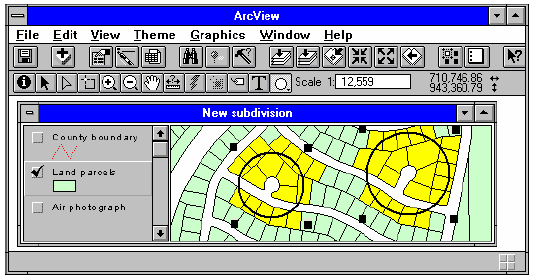 ArcView
File Edit View Theme Graphics Window Help
T Scale 1: 12,559 710,746.86
943,360.79
New subdivision
County boundary
Land parcels
Air photograph